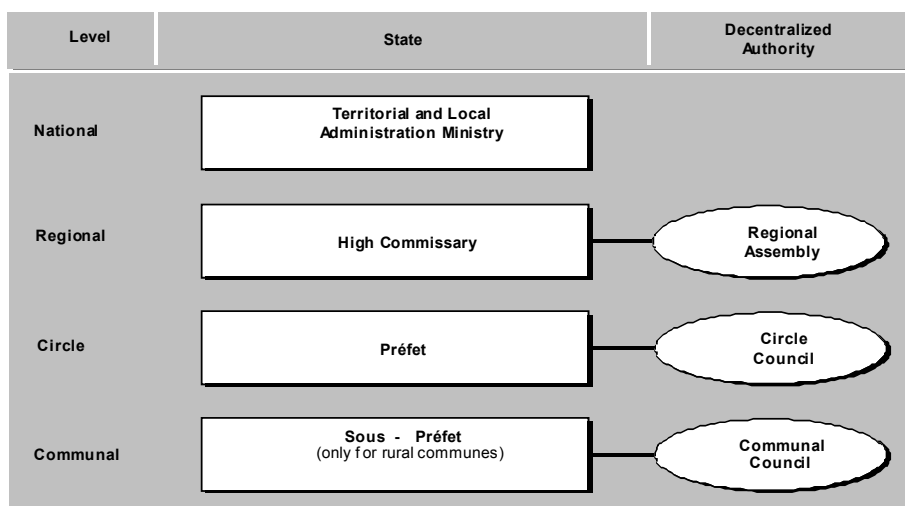 Level
State
Decentralized
Authority
National
Territorial and Local
Administration Ministry
Regional
High Commissary
Regional
Assembly
Circle
Préfet
Circle
Council
Communal
Sous - Préfet
(only for rural communes)
Communal
Council